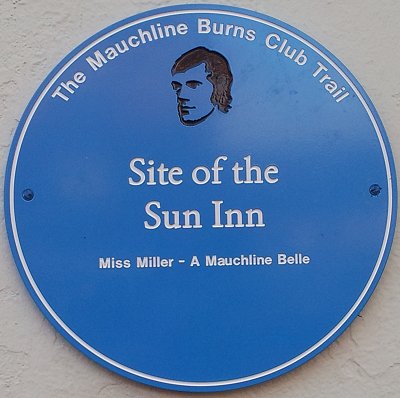 The Mauchline Burns Club Trail
Site of the
Sun Inn
Miss Miller - A Mauchline Belle